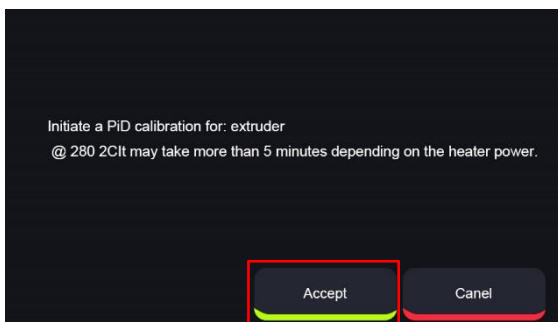 Initiate a PiD calibration for: extruder
@ 280 2CIt may take more than 5 minutes depending on the heater power.
Accept
Canel